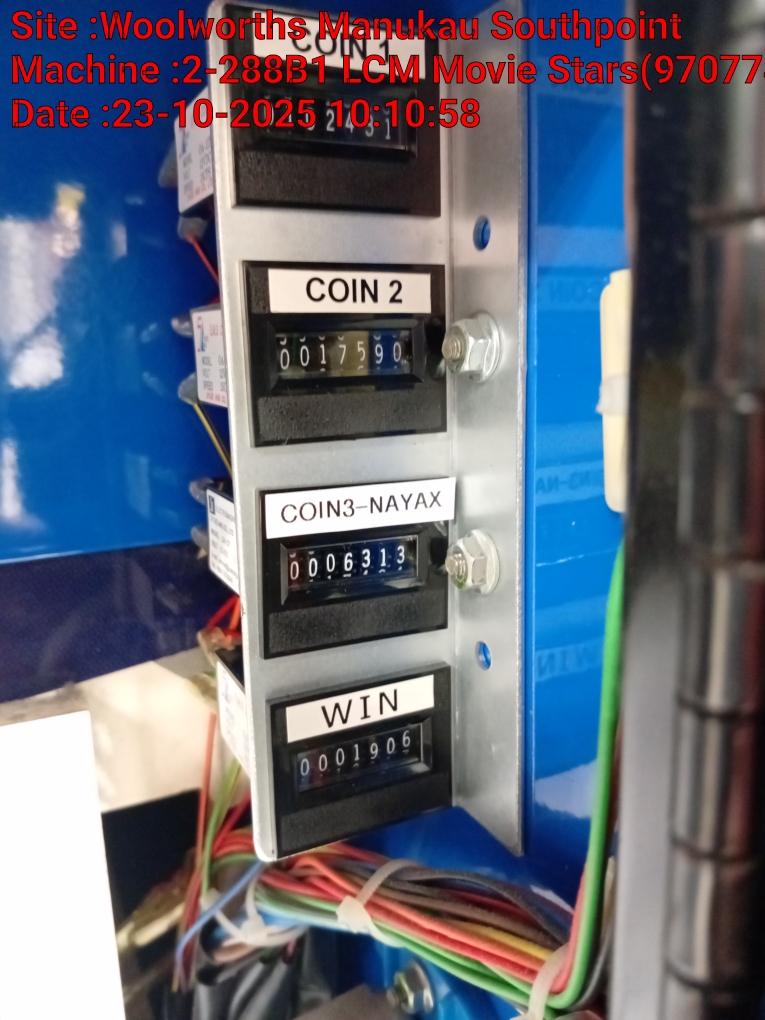 Site :Woolworths Manukau Southpoint
Machine :2-288B1 LCM Movie Stars(97077
Date :23-10-2025 10:10:58
COIN 1
COIN 2
0017590
COIN3-NAYAX
0006313
WIN
0001906